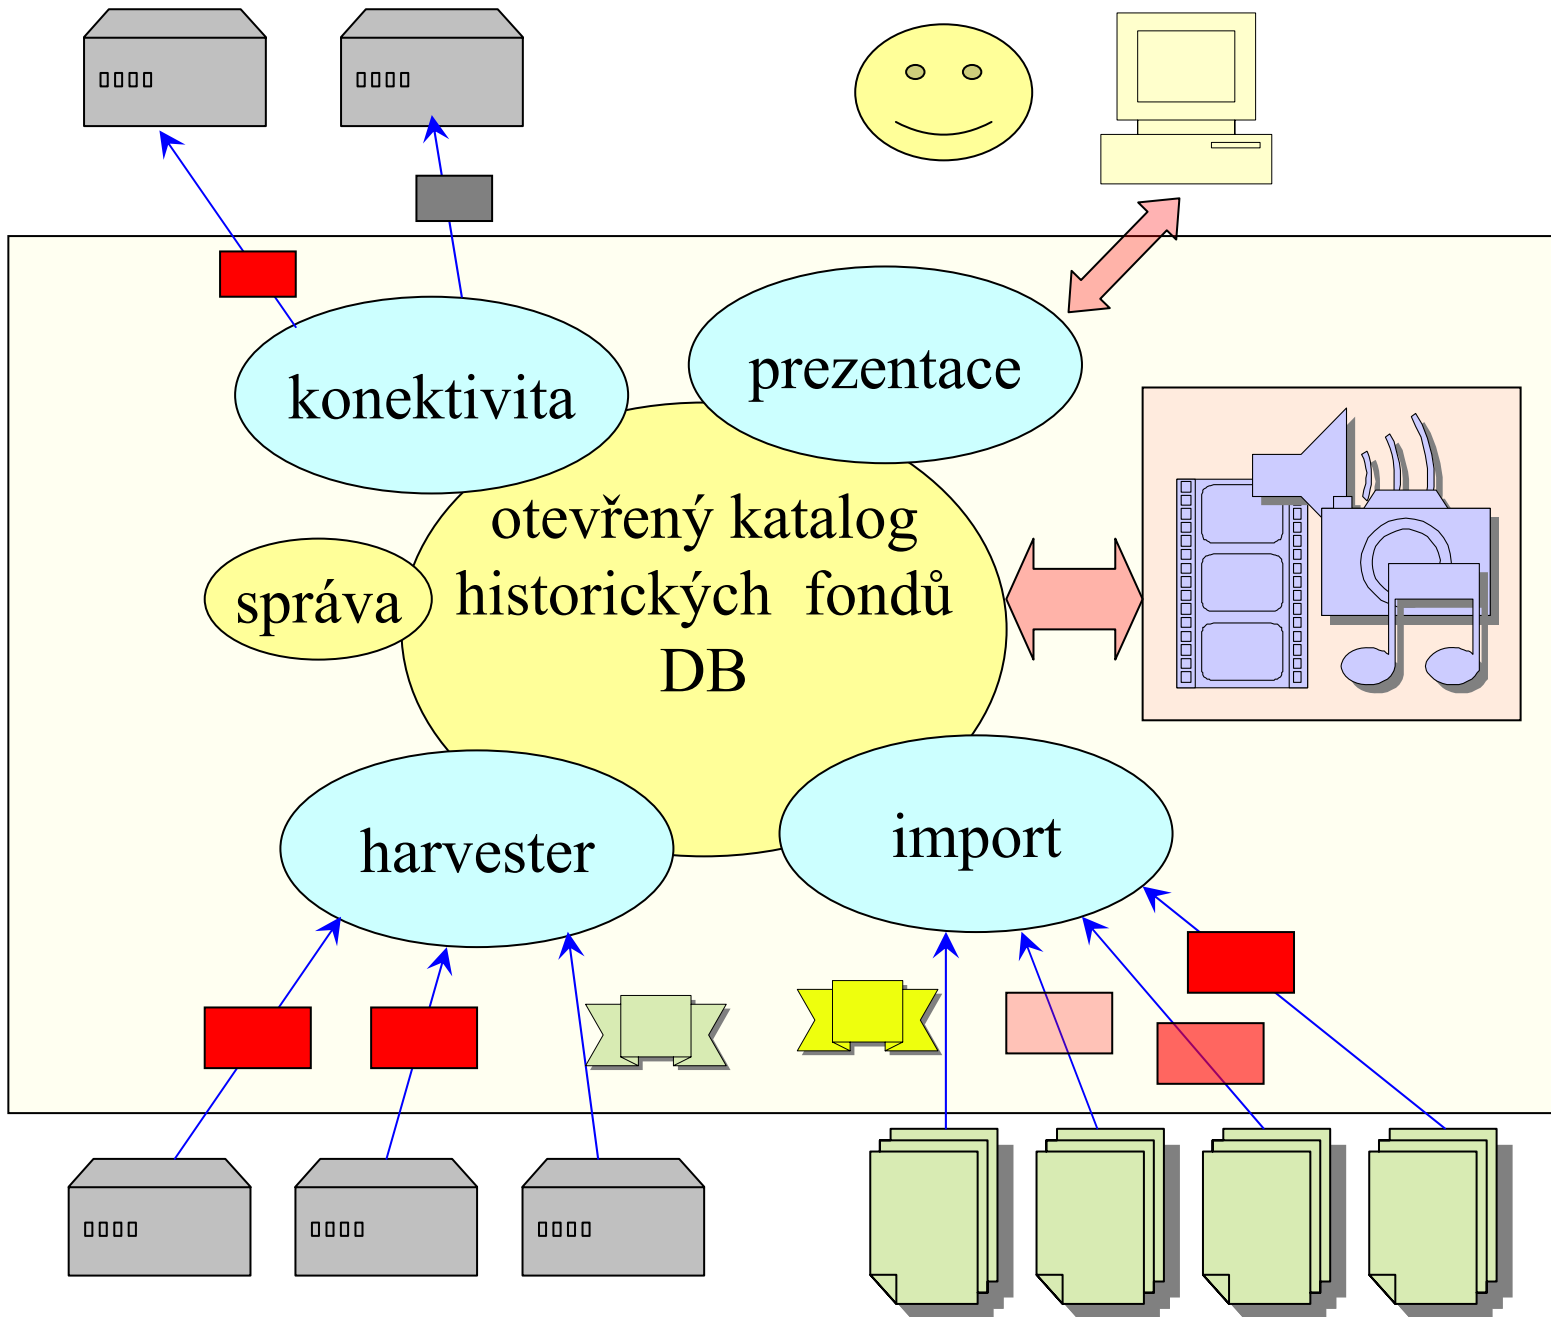 prezentace
konektivita
otevřený katalog
historických fondů
DB
správa
harvester
import